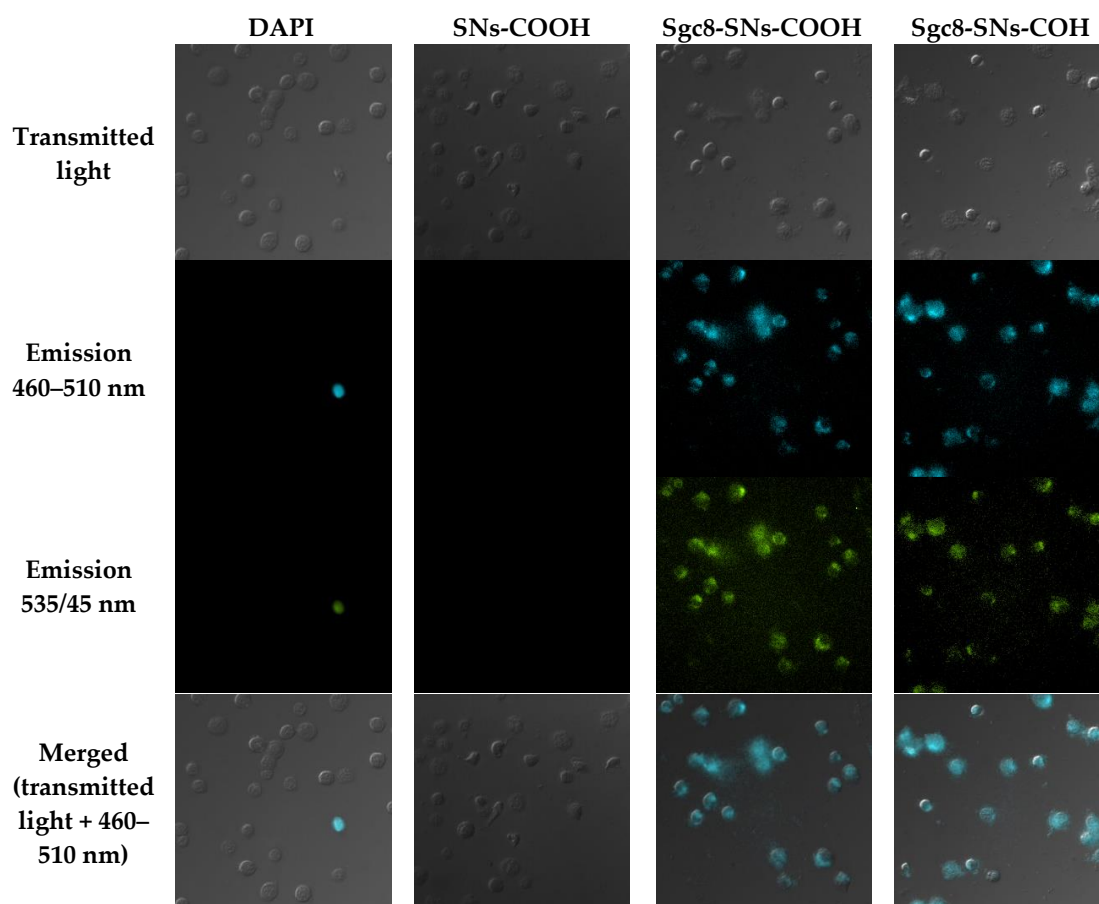 DAPI SNs-COOH Sgc8-SNs-COOH Sgc8-SNs-COH
Transmitted
light
Emission
460–510 nm
Emission
535/45 nm
Merged
(transmitted
light + 460–
510 nm)